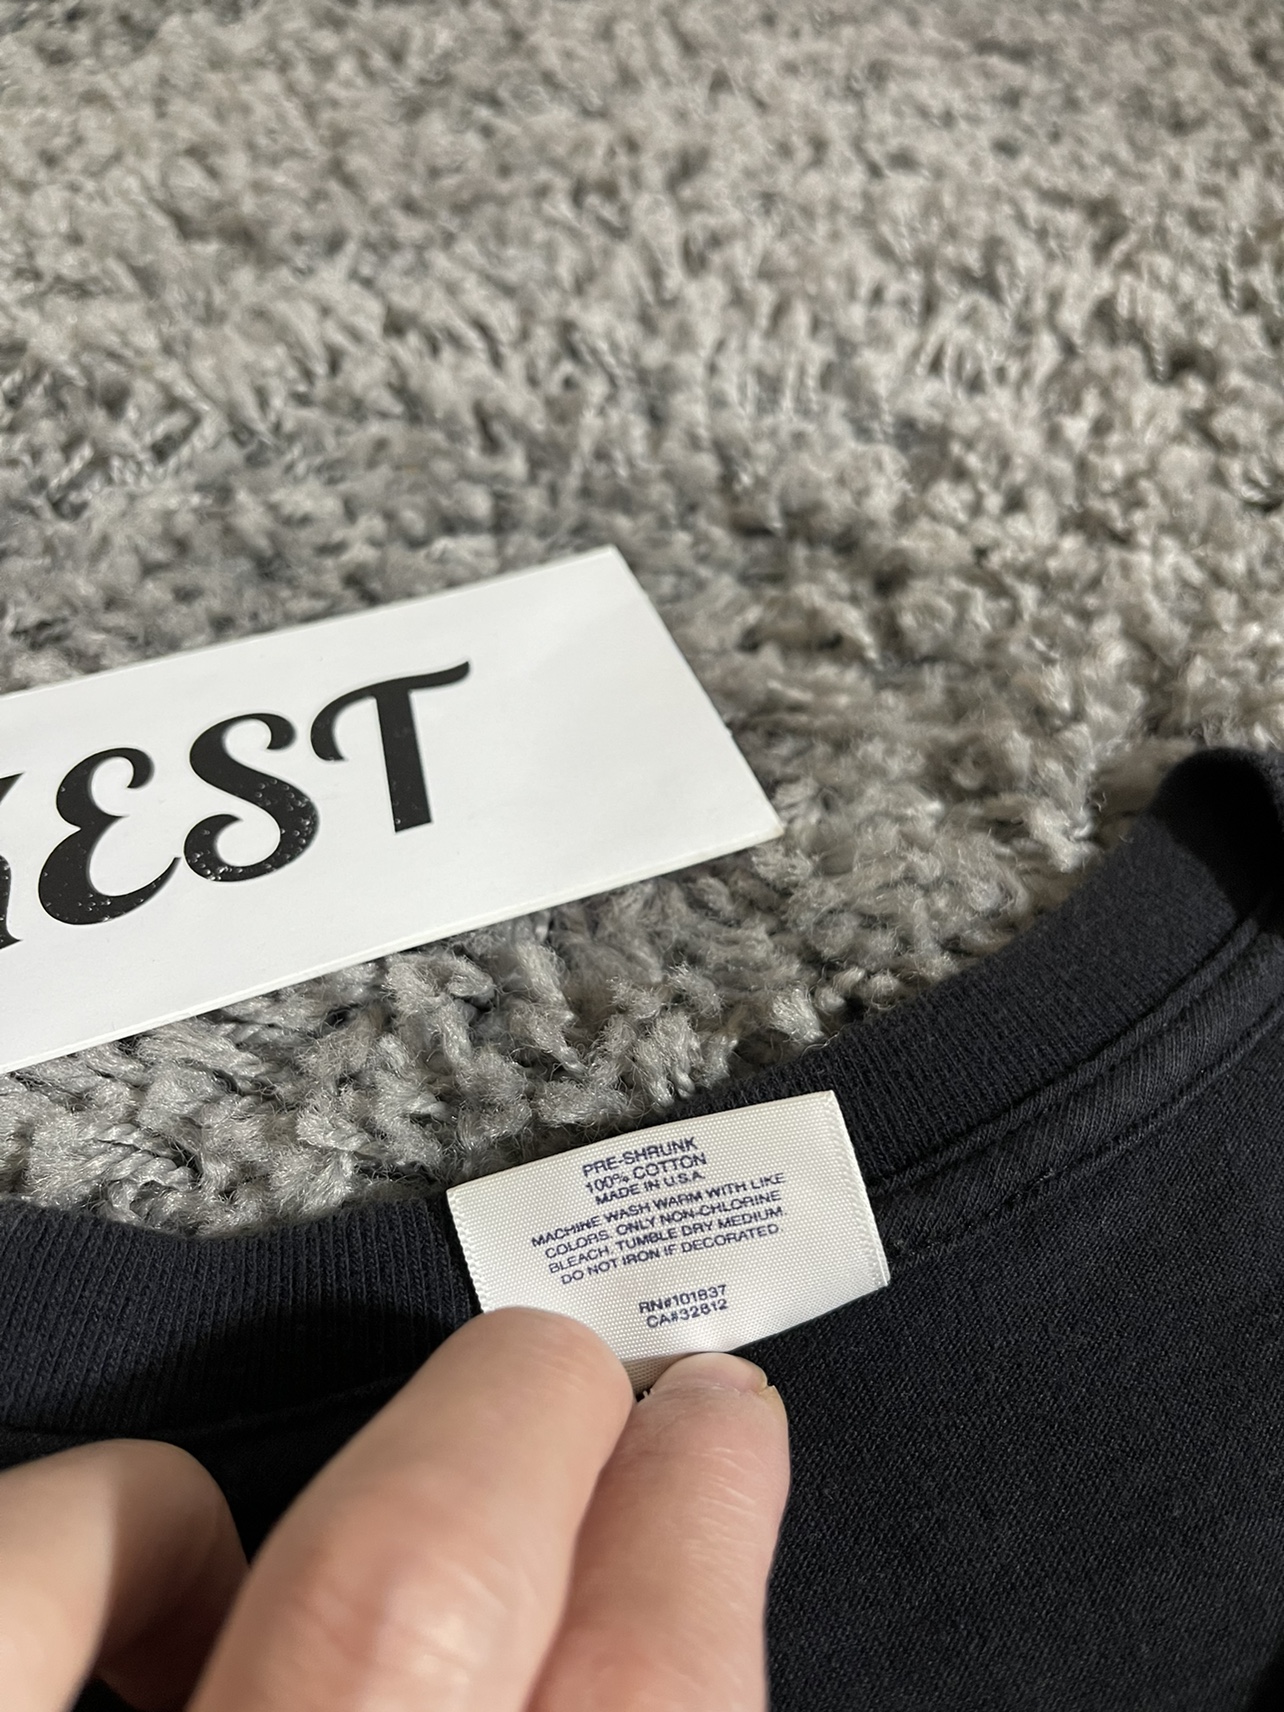 EST
PRE-SHRUNK
100% COTTON
MADE IN U.S.A.
MACHINE WASH WARM WITH LIKE
COLORS. ONLY NON-CHLORINE
BLEACH. TUMBLE DRY MEDIUM.
DO NOT IRON IF DECORATED.
RN#101837
CA#32812